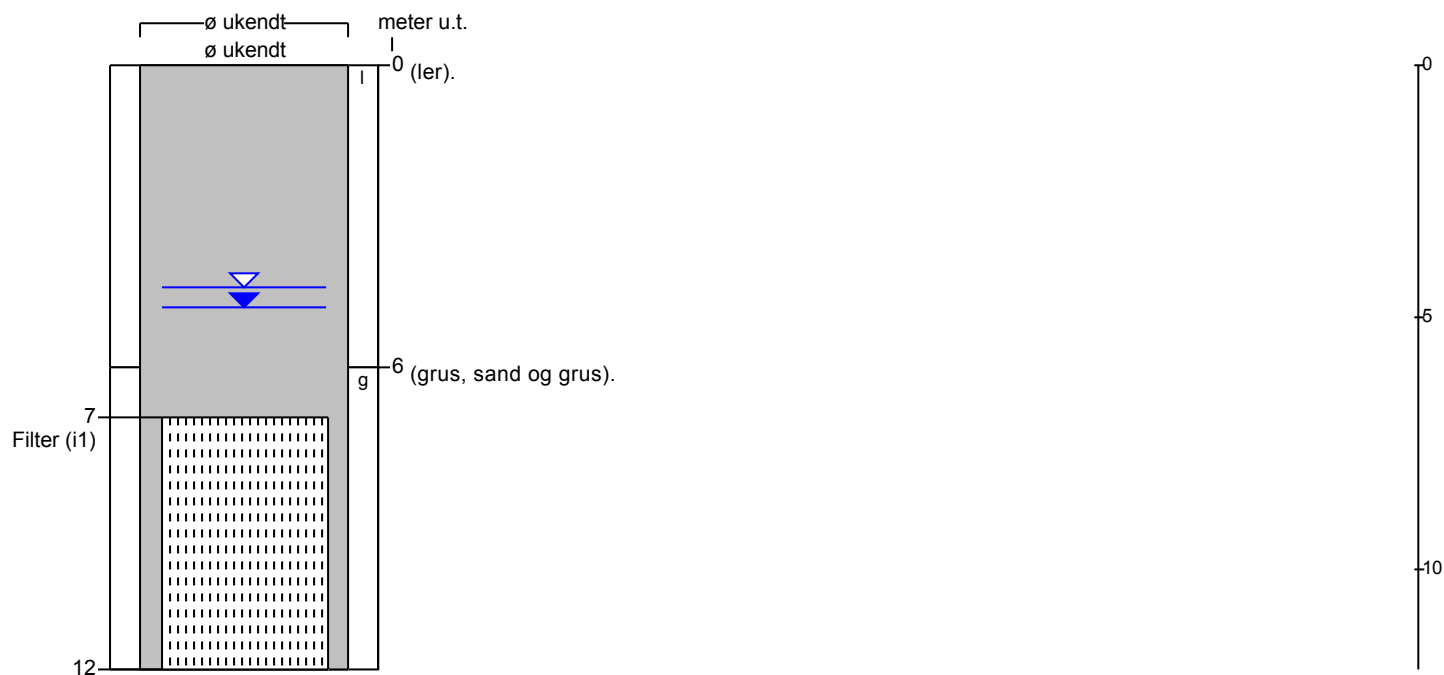 ø ukendt
ø ukendt
meter u.t.
0 (ler).
l
6 (grus, sand og grus).
g
7
Filter (i1)
12
0
5
10